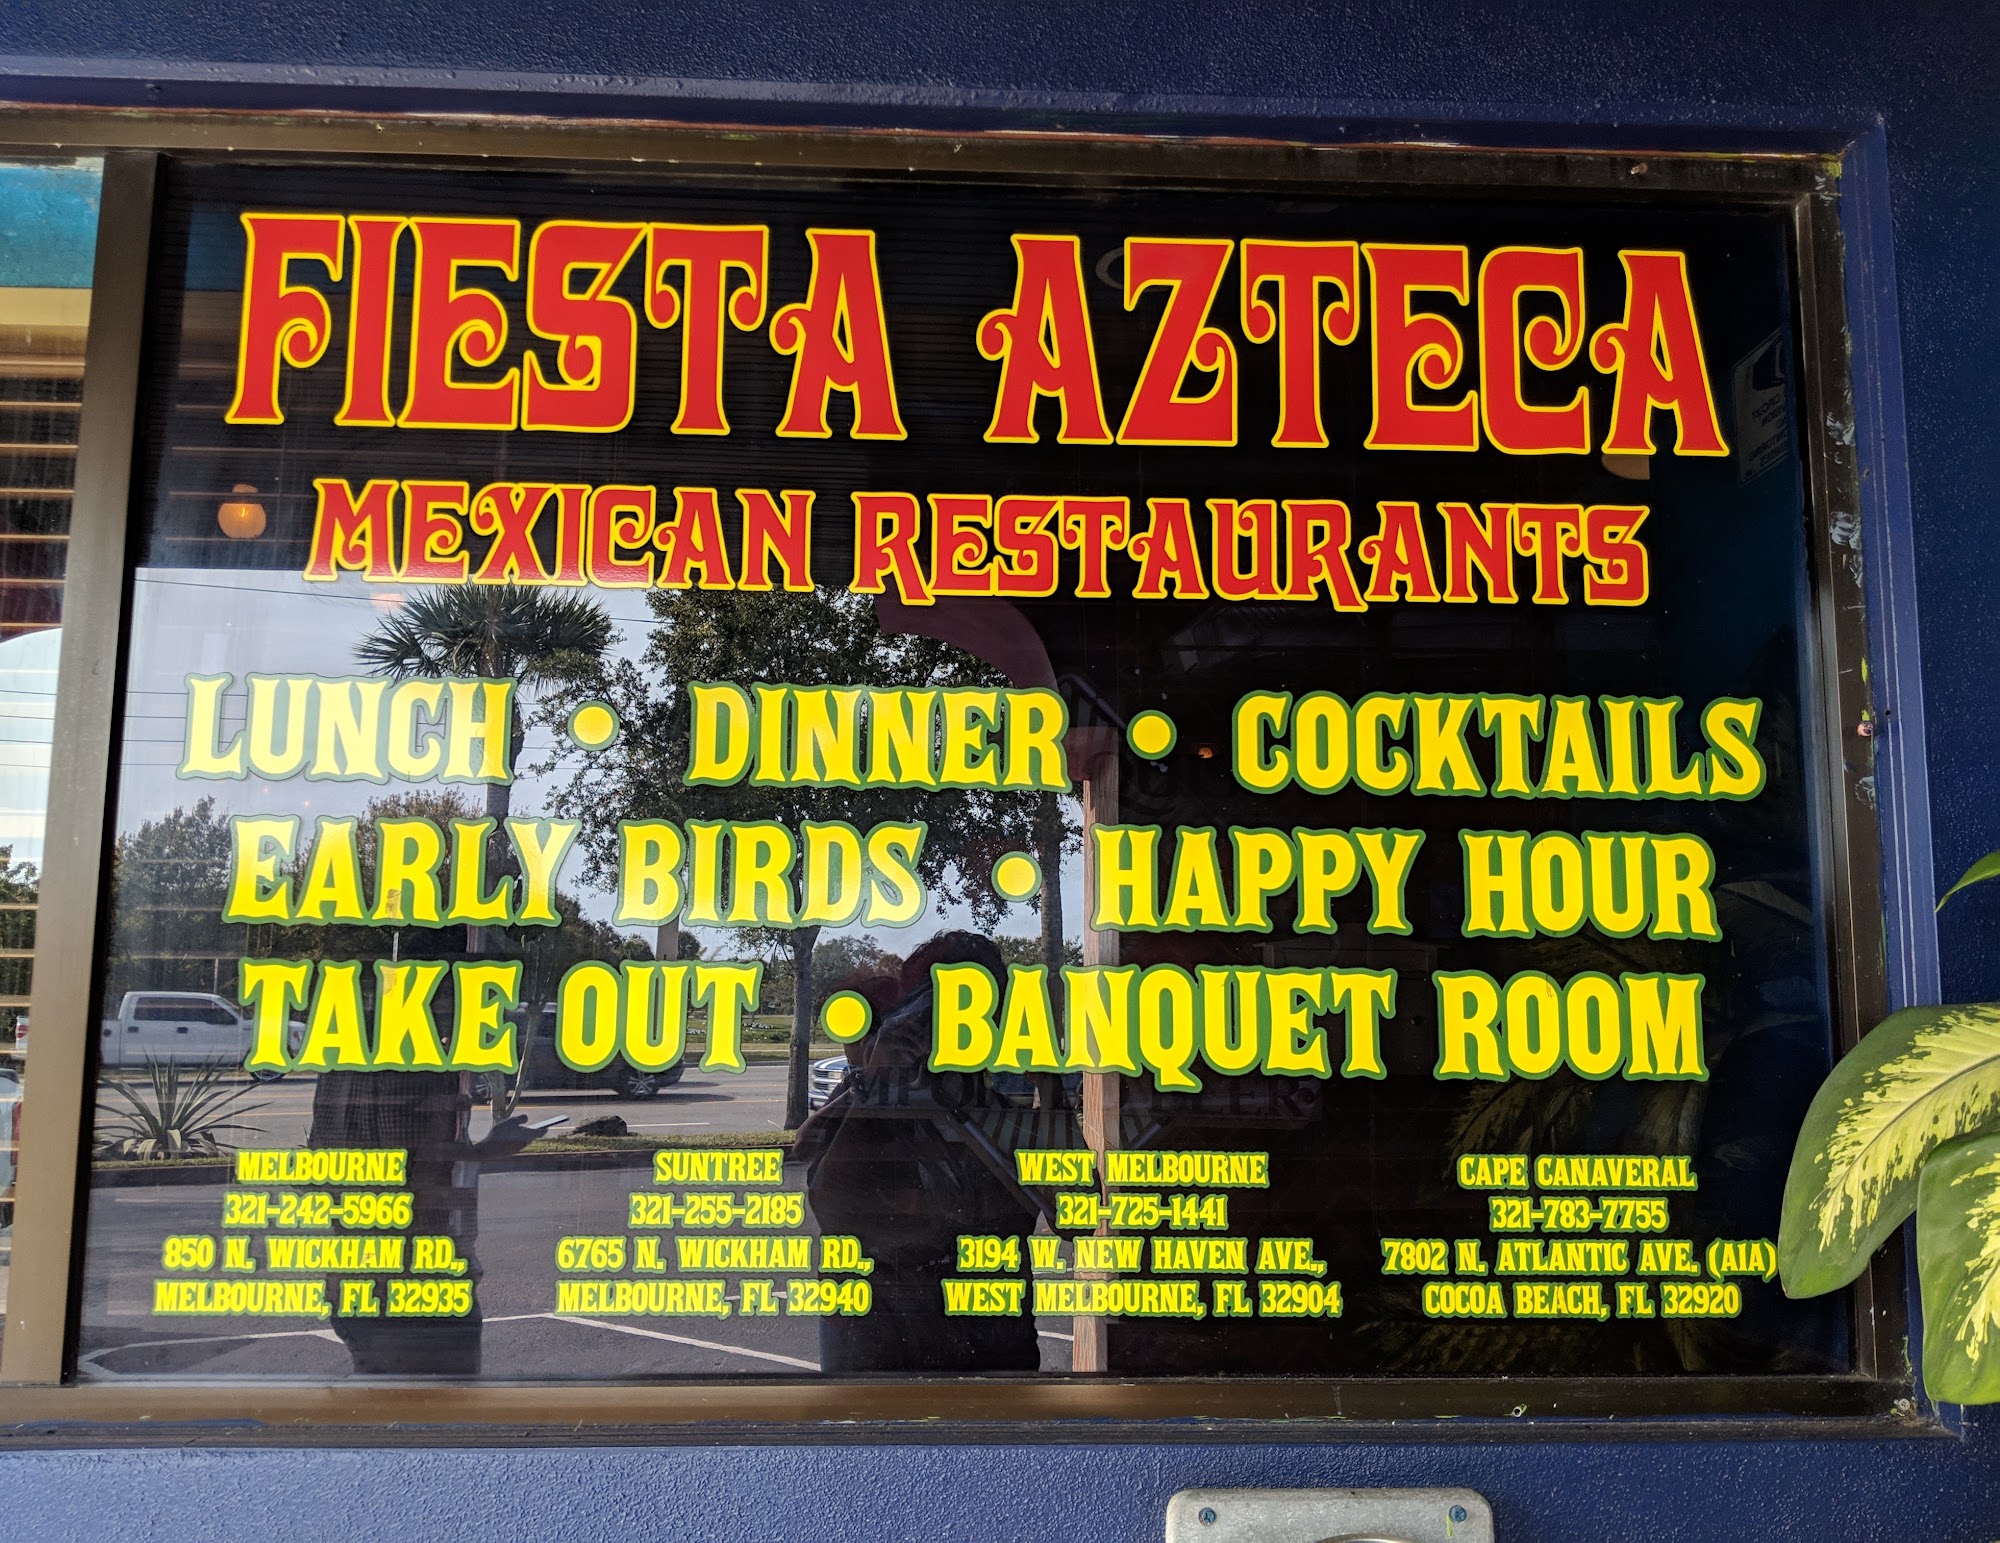 FIESTA AZTECA
MEXICAN RESTAURANTS
LUNCH • DINNER • COCKTAILS
EARLY BIRDS • HAPPY HOUR
TAKE OUT • BANQUET ROOM
MELBOURNE
321-242-5966
850 N. WICKHAM RD.,
MELBOURNE, FL 32935
SUNTREE
321-255-2185
6765 N. WICKHAM RD.,
MELBOURNE, FL 32940
WEST MELBOURNE
321-725-1441
3194 W. NEW HAVEN AVE.,
WEST MELBOURNE, FL 32904
CAPE CANAVERAL
321-783-7755
7802 N. ATLANTIC AVE. (A1A)
COCOA BEACH, FL 32920